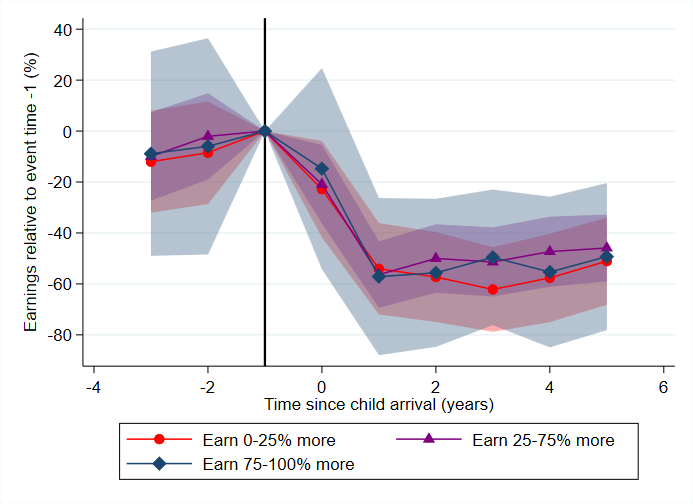 Earnings relative to event time -1 (%)
40
20
0
-20
-40
-60
-80
-4
-2
0
2
4
6
Time since child arrival (years)
Earn 0-25% more
Earn 25-75% more
Earn 75-100% more